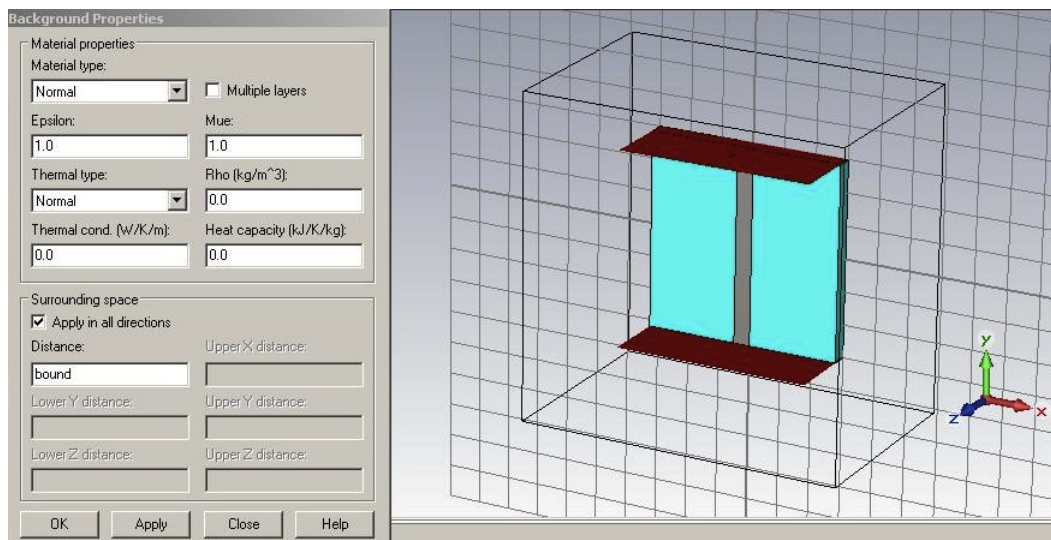 Background Properties
Material properties
Material type:
Normal
Multiple layers
Epsilon:
Mue:
1.0
1.0
Thermal type:
Rho (kg/m^3):
Normal
0.0
Thermal cond. (W/K/m):
Heat capacity (kJ/K/kg):
0.0
0.0
Surrounding space
Apply in all directions
Distance:
Upper X distance:
bound
Lower Y distance:
Upper Y distance:
Lower Z distance:
Upper Z distance:
OK
Apply
Close
Help
y
x
z